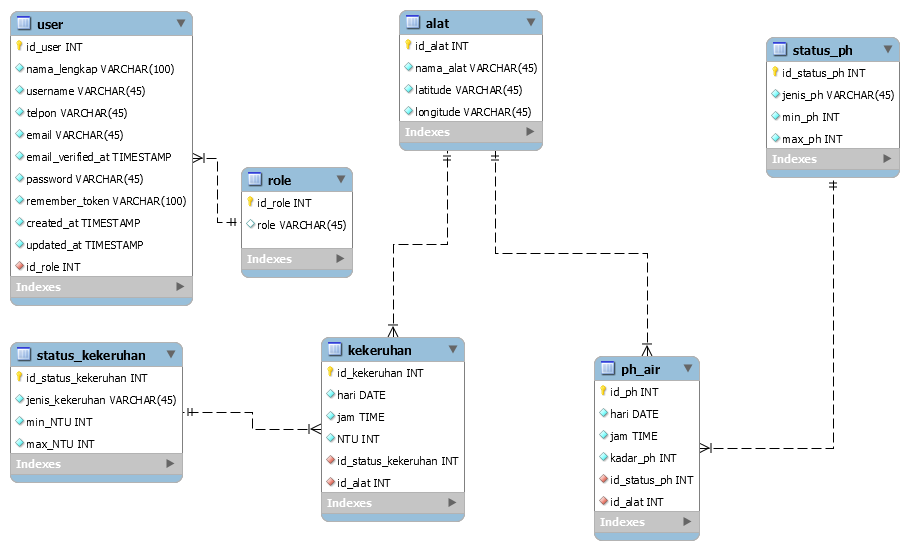 user
id_user INT
nama_lengkap VARCHAR(100)
username VARCHAR(45)
telpon VARCHAR(45)
email VARCHAR(45)
email_verified_at TIMESTAMP
password VARCHAR(45)
remember_token VARCHAR(100)
created_at TIMESTAMP
updated_at TIMESTAMP
id_role INT
Indexes
role
id_role INT
role VARCHAR(45)
Indexes
alat
id_alat INT
nama_alat VARCHAR(45)
latitude VARCHAR(45)
longitude VARCHAR(45)
Indexes
status_ph
id_status_ph INT
jenis_ph VARCHAR(45)
min_ph INT
max_ph INT
Indexes
status_kekeruhan
id_status_kekeruhan INT
jenis_kekeruhan VARCHAR(45)
min_NTU INT
max_NTU INT
Indexes
kekeruhan
id_kekeruhan INT
hari DATE
jam TIME
NTU INT
id_status_kekeruhan INT
id_alat INT
Indexes
ph_air
id_ph INT
hari DATE
jam TIME
kadar_ph INT
id_status_ph INT
id_alat INT
Indexes